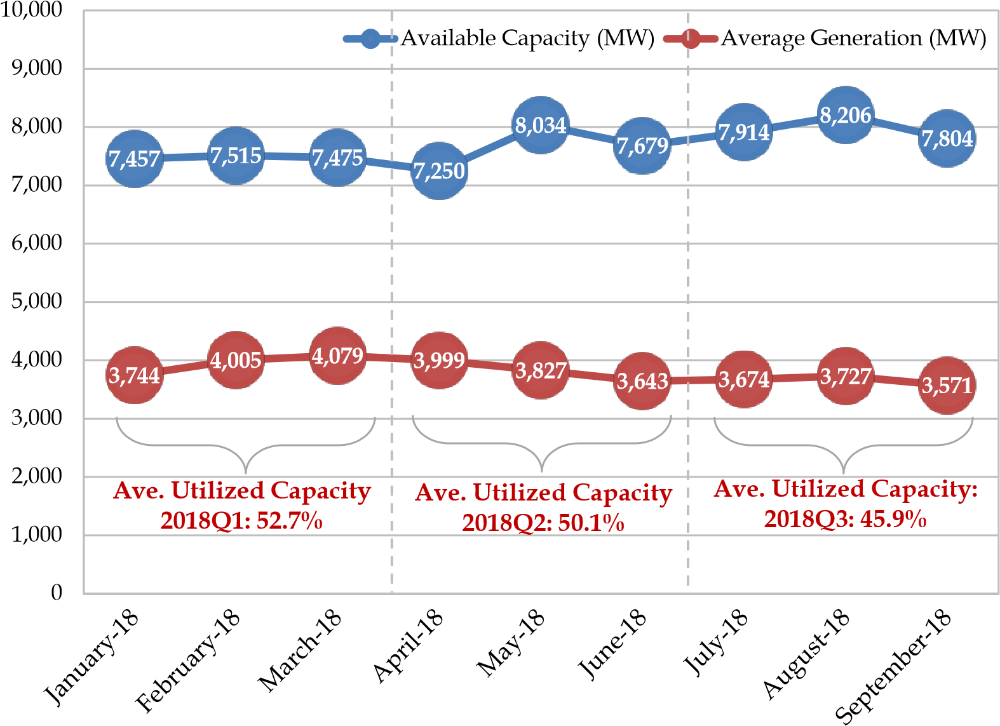 10,000
Available Capacity (MW) Average Generation (MW)
9,000
8,000
7,000
6,000
5,000
4,000
3,000
2,000
1,000
0
7,457 7,515 7,475 7,250 8,034 7,679 7,914 8,206 7,804
3,744 4,005 4,079 3,999 3,827 3,643 3,674 3,727 3,571
Ave. Utilized Capacity
2018Q1: 52.7%
Ave. Utilized Capacity
2018Q2: 50.1%
Ave. Utilized Capacity:
2018Q3: 45.9%
January-18
February-18
March-18
April-18
May-18
June-18
July-18
August-18
September-18